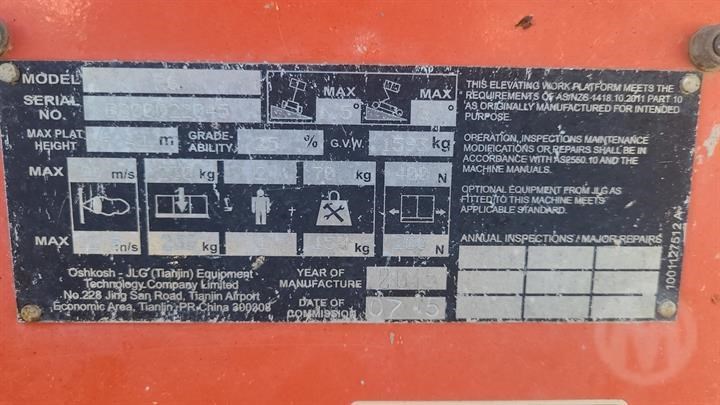 MODEL
SERIAL NO.
MAX
MAX
MAX PLAT HEIGHT m GRADE-ABILITY 25 % G.V.W. kg
MAX m/s kg 70 kg 400 N
MAX m/s kg kg N
Oshkosh - JLG (Tianjin) Equipment
Technology Company Limited
No.228 Jing San Road, Tianjin Airport
Economic Area, Tianjin, PR China 300308
YEAR OF MANUFACTURE
DATE OF COMMISSION
THIS ELEVATING WORK PLATFORM MEETS THE
REQUIREMENTS OF AS/NZS 1418.10.2011 PART 10
AS ORIGINALLY MANUFACTURED FOR INTENDED
PURPOSE.
OPERATION, INSPECTIONS MAINTENANCE
MODIFICATIONS OR REPAIRS SHALL BE IN
ACCORDANCE WITH AS2550.10 AND THE
MACHINE MANUALS.
OPTIONAL EQUIPMENT FROM JLG AS
FITTED TO THIS MACHINE MEETS
APPLICABLE STANDARD.
ANNUAL INSPECTIONS / MAJOR REPAIRS
1001127512 A